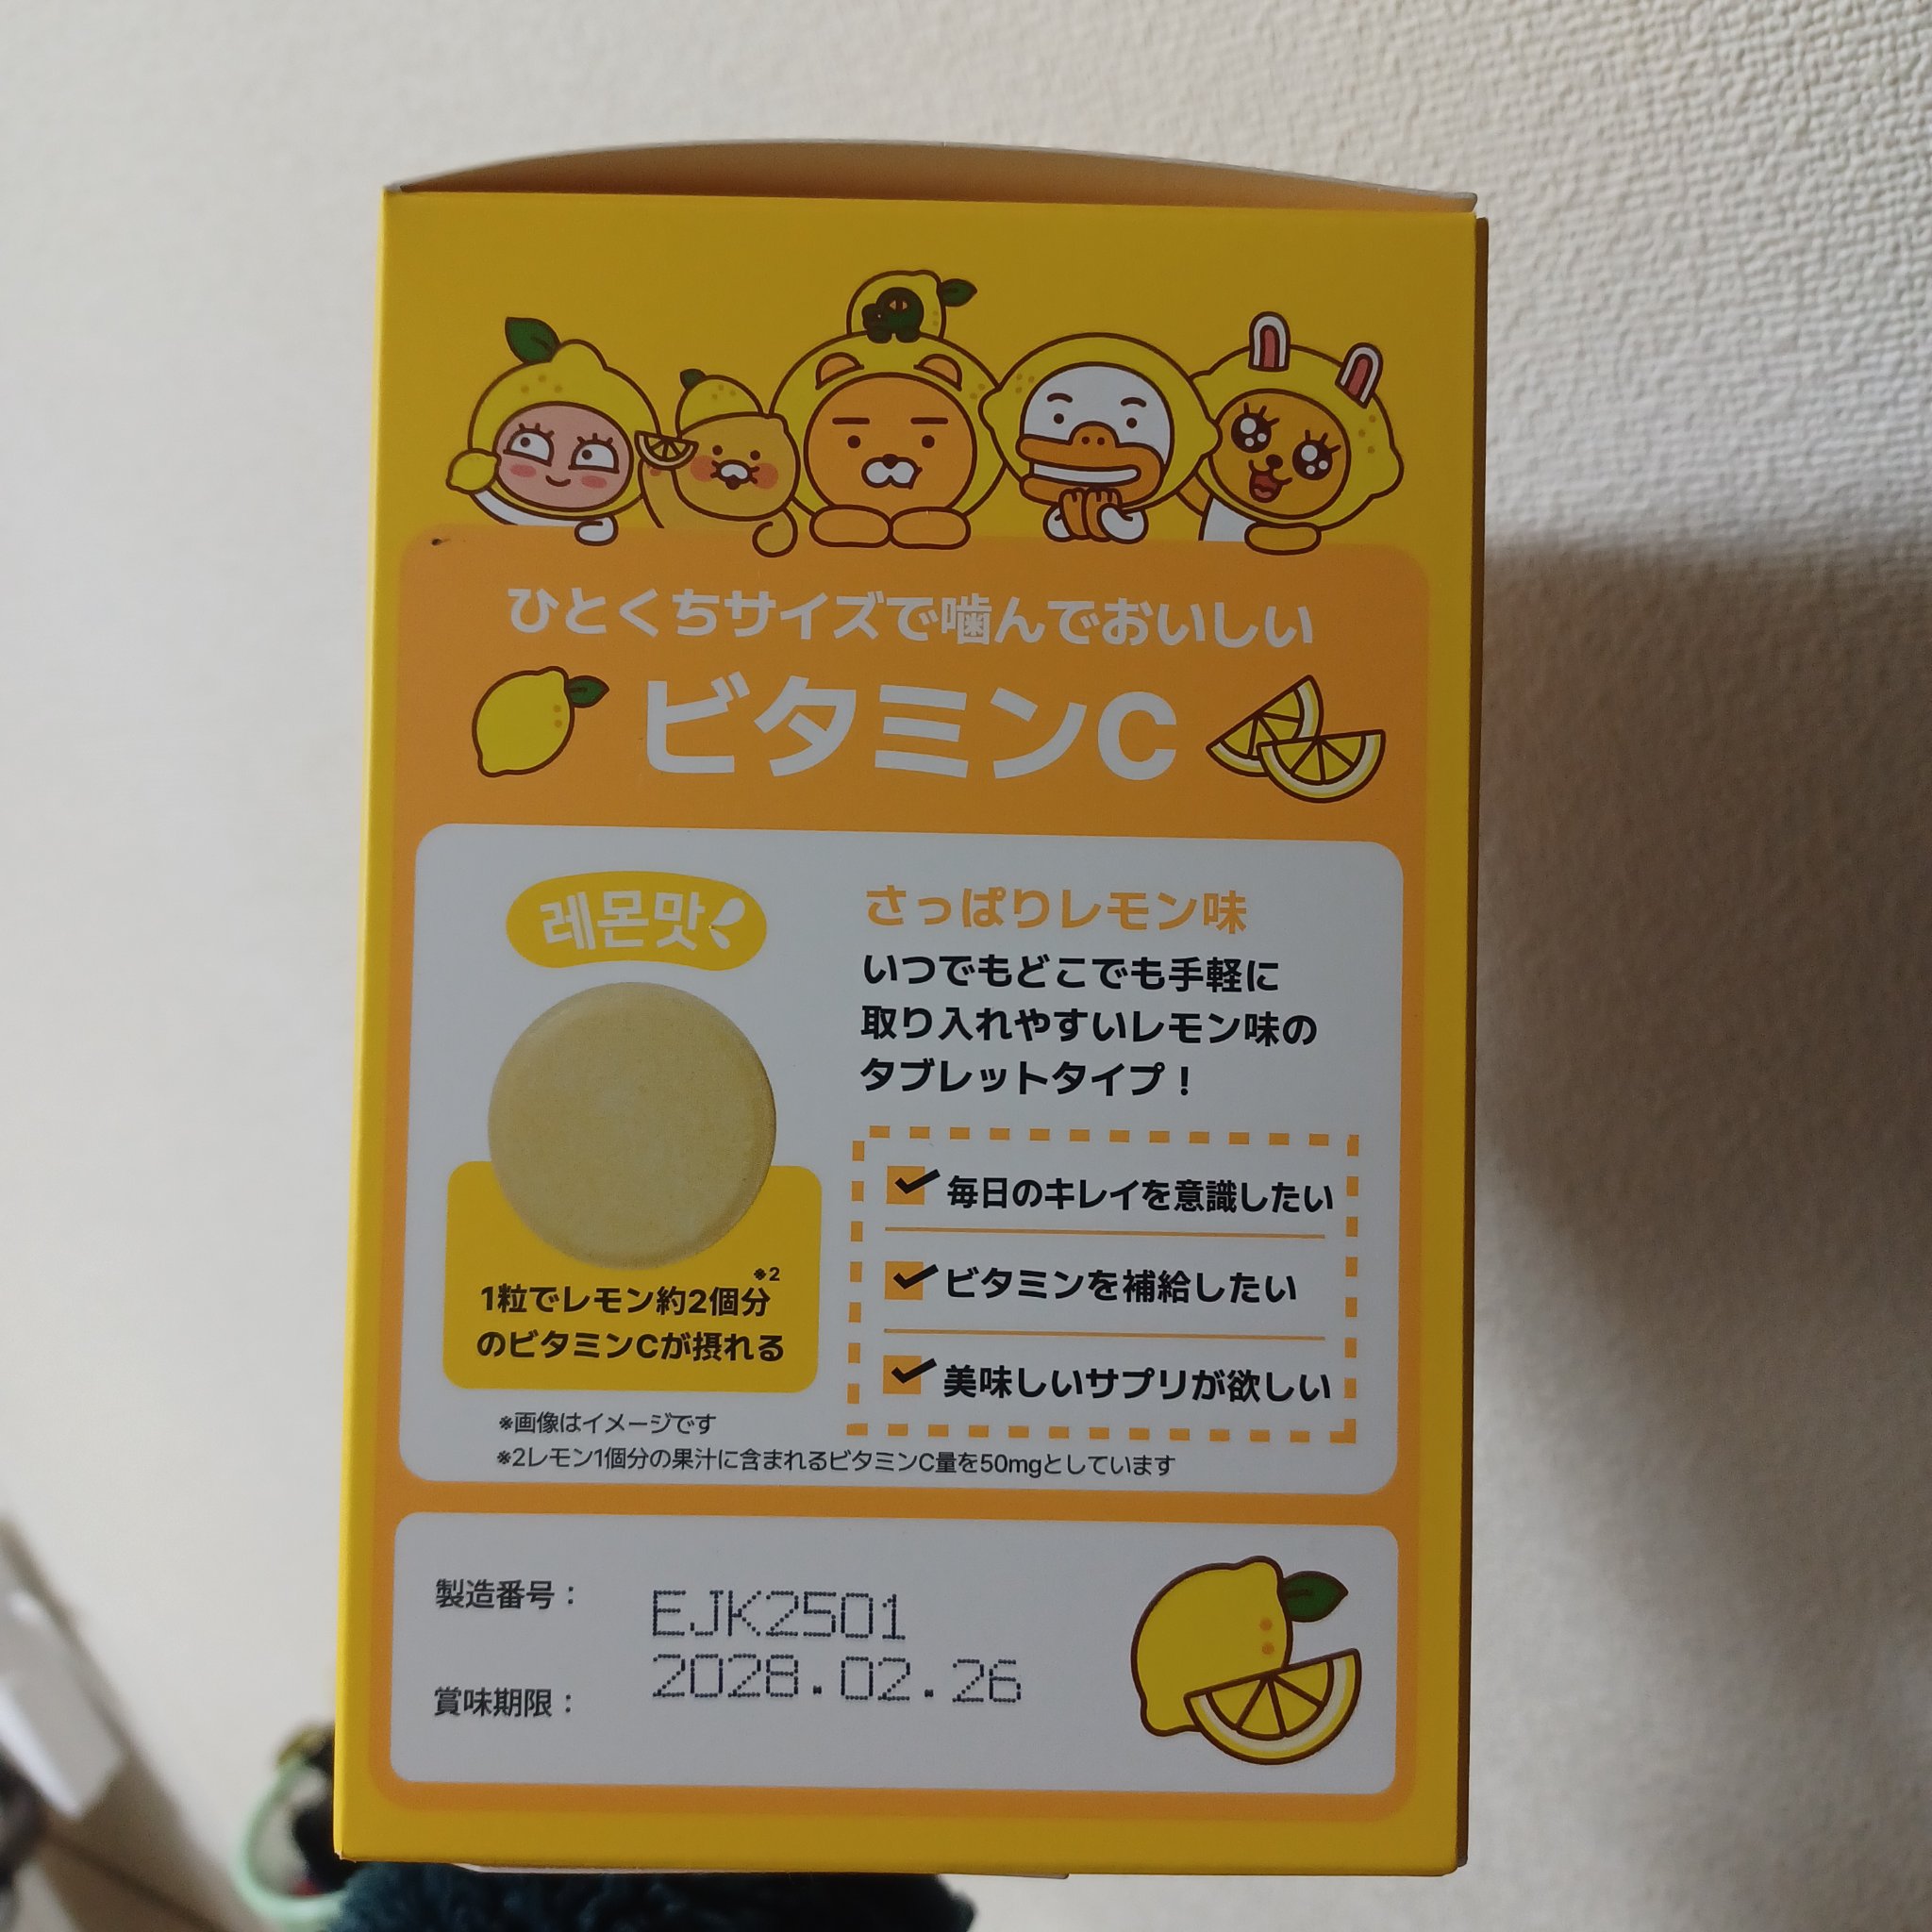 ひとくちサイズで噛んでおいしい
ビタミンC
레몬맛
さっぱりレモン味
いつでもどこでも手軽に
取り入れやすいレモン味の
タブレットタイプ！
毎日のキレイを意識したい
ビタミンを補給したい
美味しいサプリが欲しい
※2
1粒でレモン約2個分
のビタミンCが摂れる
※画像はイメージです
※2レモン1個分の果汁に含まれるビタミンC量を50mgとしています
製造番号： EJK2501
賞味期限： 2028.02.26